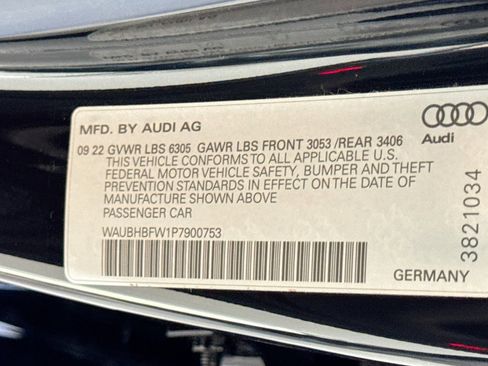 MFD. BY AUDI AG
Audi
09 22 GVWR LBS 6305 GAWR LBS FRONT 3053 /REAR 3406
THIS VEHICLE CONFORMS TO ALL APPLICABLE U.S.
FEDERAL MOTOR VEHICLE SAFETY, BUMPER AND THEFT
PREVENTION STANDARDS IN EFFECT ON THE DATE OF
MANUFACTURE SHOWN ABOVE
PASSENGER CAR
WAUBHBFW1P7900753
GERMANY
3821034